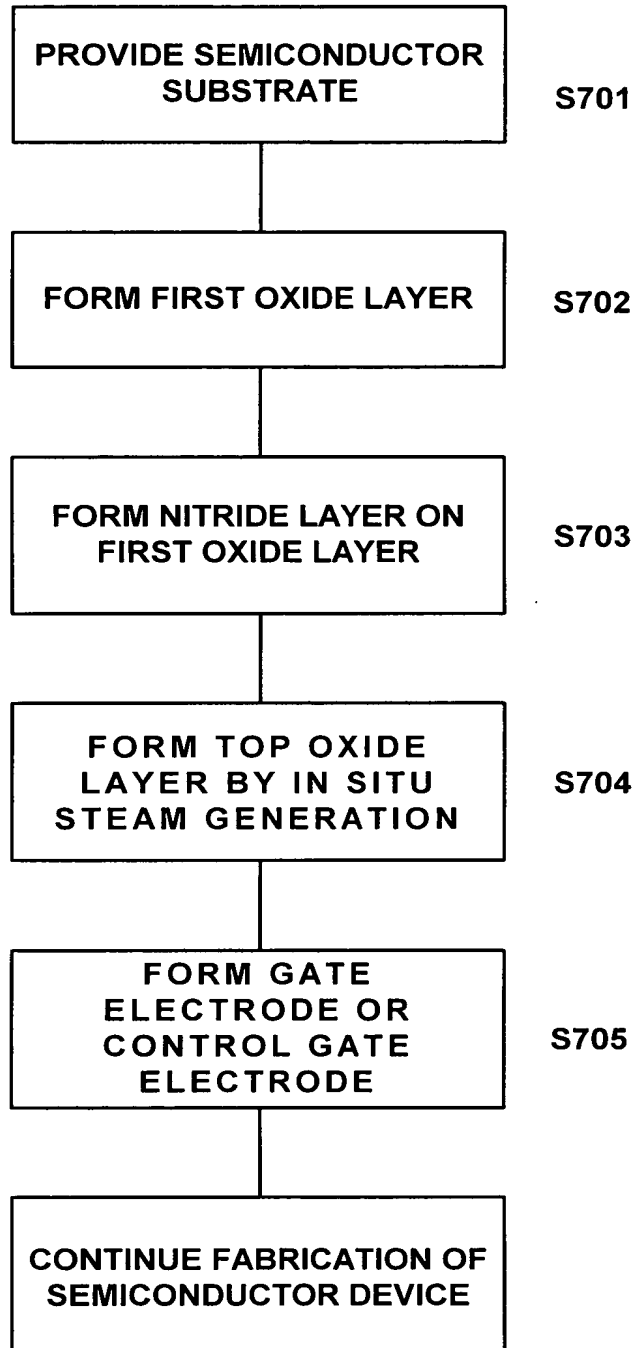 PROVIDE SEMICONDUCTOR
SUBSTRATE
S701
FORM FIRST OXIDE LAYER
S702
FORM NITRIDE LAYER ON
FIRST OXIDE LAYER
S703
FORM TOP OXIDE
LAYER BY IN SITU
STEAM GENERATION
S704
FORM GATE
ELECTRODE OR
CONTROL GATE
ELECTRODE
S705
CONTINUE FABRICATION OF
SEMICONDUCTOR DEVICE